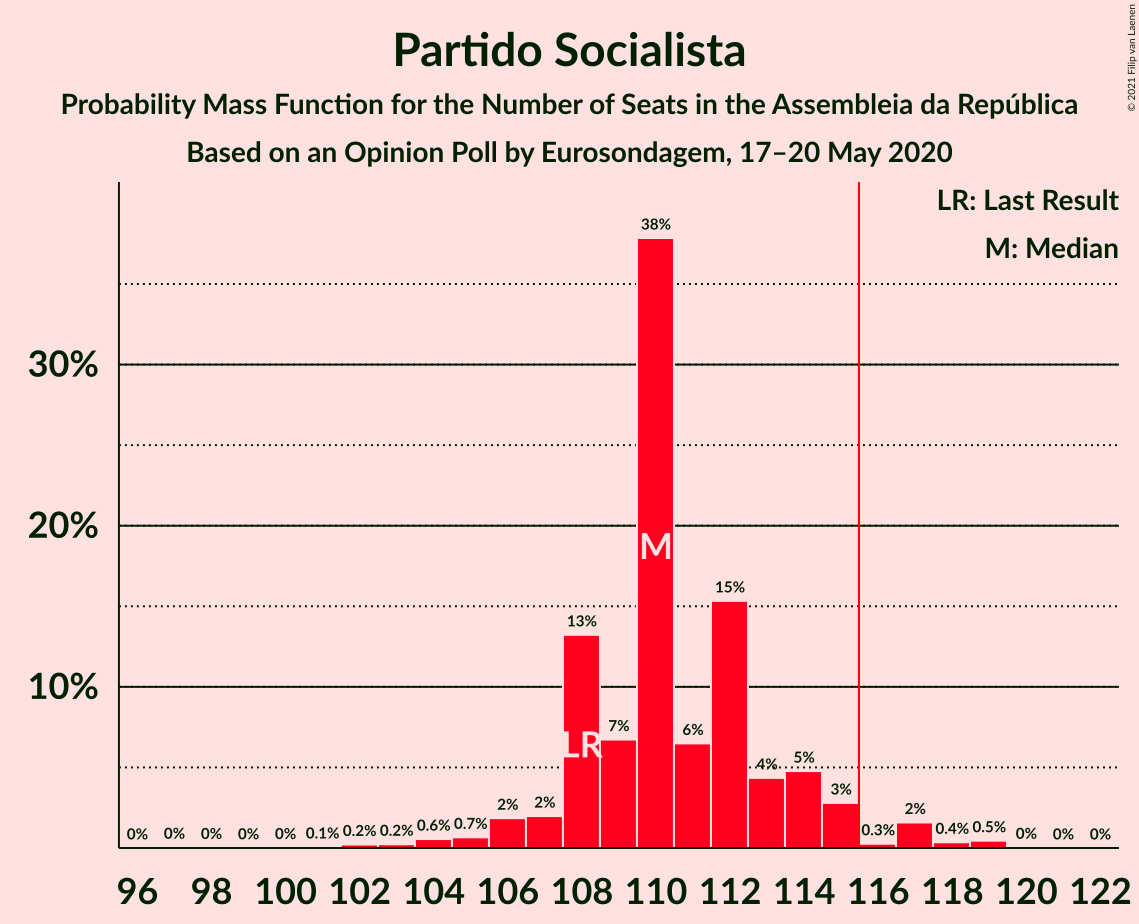 Partido Socialista
Probability Mass Function for the Number of Seats in the Assembleia da República
Based on an Opinion Poll by Eurosondagem, 17–20 May 2020
© 2021 Filip van Laenen
LR: Last Result
M: Median
30%
20%
10%
0% 0% 0% 0% 0% 0.1% 0.2% 0.2% 0.6% 0.7% 2% 2% 13% 7% 38% 6% 15% 4% 5% 3% 0.3% 2% 0.4% 0.5% 0% 0% 0%
LR
M
96 98 100 102 104 106 108 110 112 114 116 118 120 122